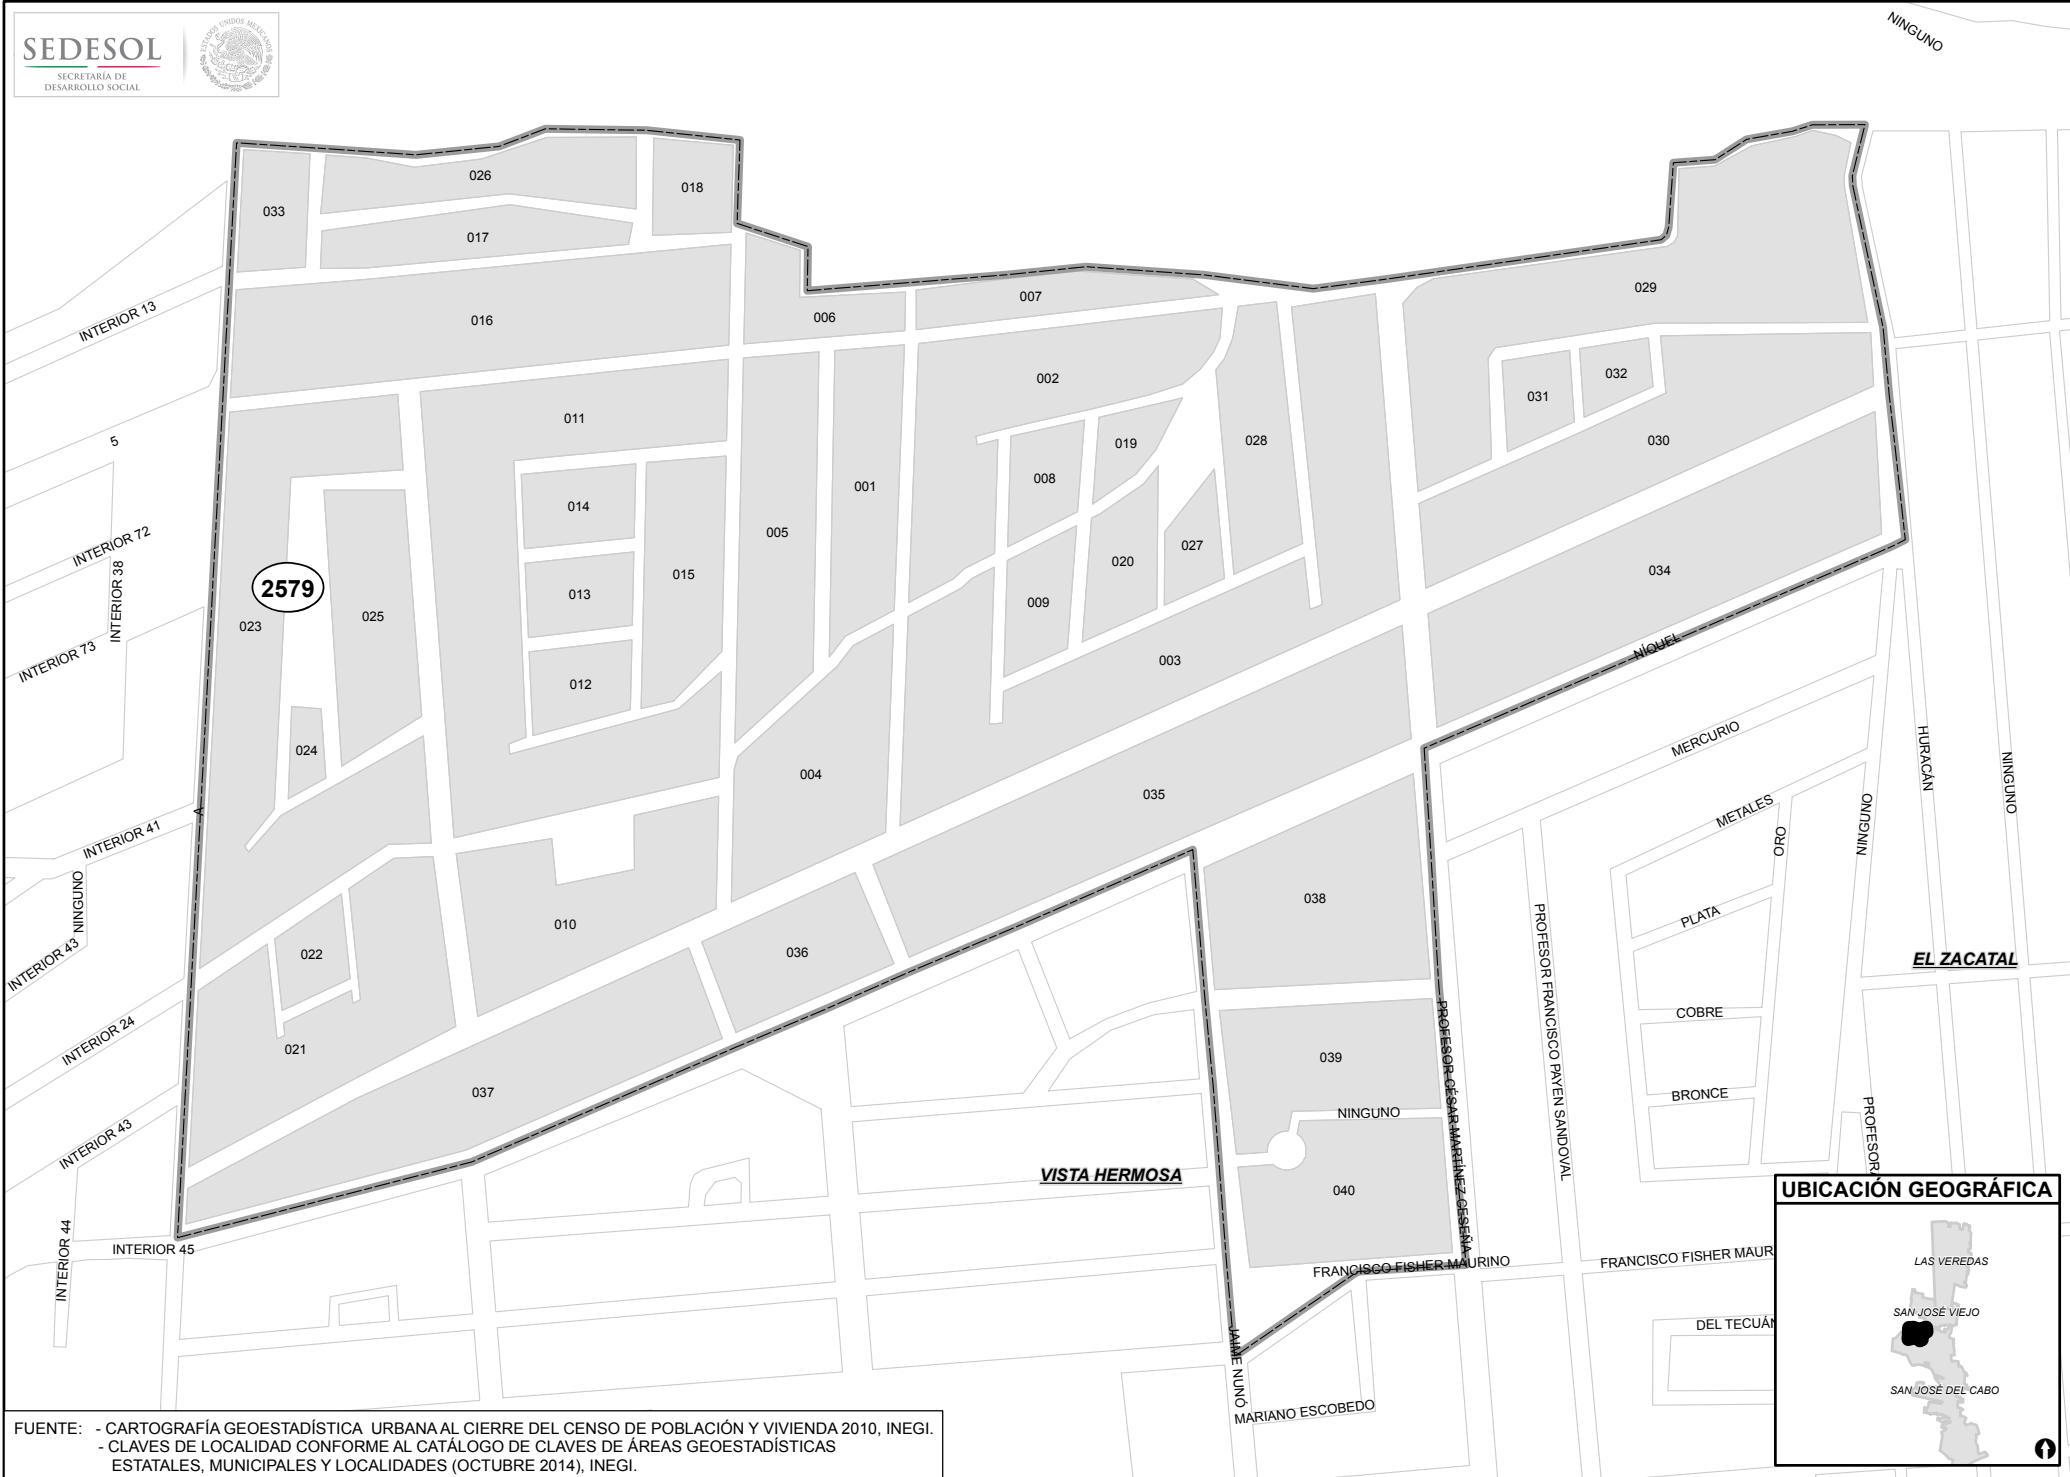 SEDESOL
SECRETARÍA DE
DESARROLLO SOCIAL
ESTADOS UNIDOS MEXICANOS
NINGUNO
026
018
033
017
007
029
016
006
002
032
031
011
019
028
030
001
008
014
005
027
020
034
015
013
009
2579
025
023
NÍQUEL
003
012
024
004
035
MERCURIO
HURACÁN
NINGUNO
METALES
ORO
NINGUNO
INTERIOR 13
5
INTERIOR 72
INTERIOR 38
INTERIOR 73
A
INTERIOR 41
NINGUNO
INTERIOR 43
INTERIOR 24
INTERIOR 43
INTERIOR 44
INTERIOR 45
010
022
036
038
021
037
039
NINGUNO
040
PLATA
COBRE
BRONCE
EL ZACATAL
PROFESOR CÉSAR MARTÍNEZ CESEÑA
PROFESOR FRANCISCO PAYEN SANDOVAL
PROFESORA
VISTA HERMOSA
FRANCISCO FISHER MAURINO
FRANCISCO FISHER MAUR
DEL TECUÁN
JAIME NUNÓ
MARIANO ESCOBEDO
UBICACIÓN GEOGRÁFICA
LAS VEREDAS
SAN JOSÉ VIEJO
SAN JOSÉ DEL CABO
FUENTE: - CARTOGRAFÍA GEOESTADÍSTICA URBANA AL CIERRE DEL CENSO DE POBLACIÓN Y VIVIENDA 2010, INEGI.
- CLAVES DE LOCALIDAD CONFORME AL CATÁLOGO DE CLAVES DE ÁREAS GEOESTADÍSTICAS
ESTATALES, MUNICIPALES Y LOCALIDADES (OCTUBRE 2014), INEGI.